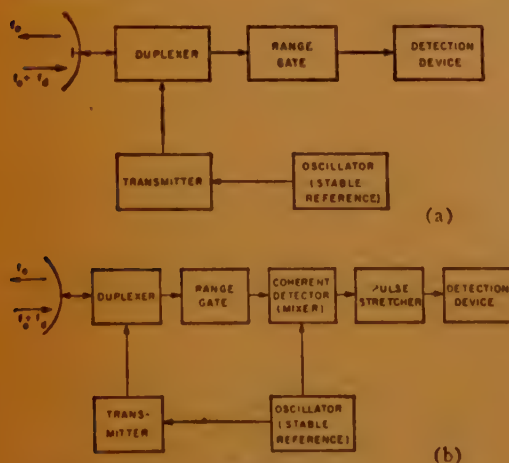 f₀
f₀ + f_d
DUPLEXER
RANGE
GATE
DETECTION
DEVICE
TRANSMITTER
OSCILLATOR
(STABLE
REFERENCE)
(a)
f₀
f₀ + f_d
DUPLEXER
RANGE
GATE
COHERENT
DETECTOR
(MIXER)
PULSE
STRETCHER
DETECTION
DEVICE
TRANS-
MITTER
OSCILLATOR
(STABLE
REFERENCE)
(b)